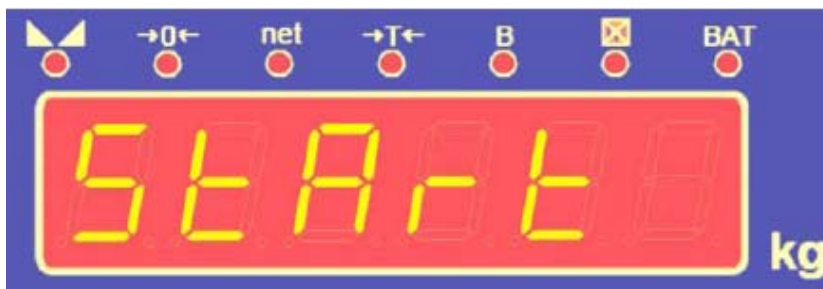 →0← net →T← B BAT
StArt
kg